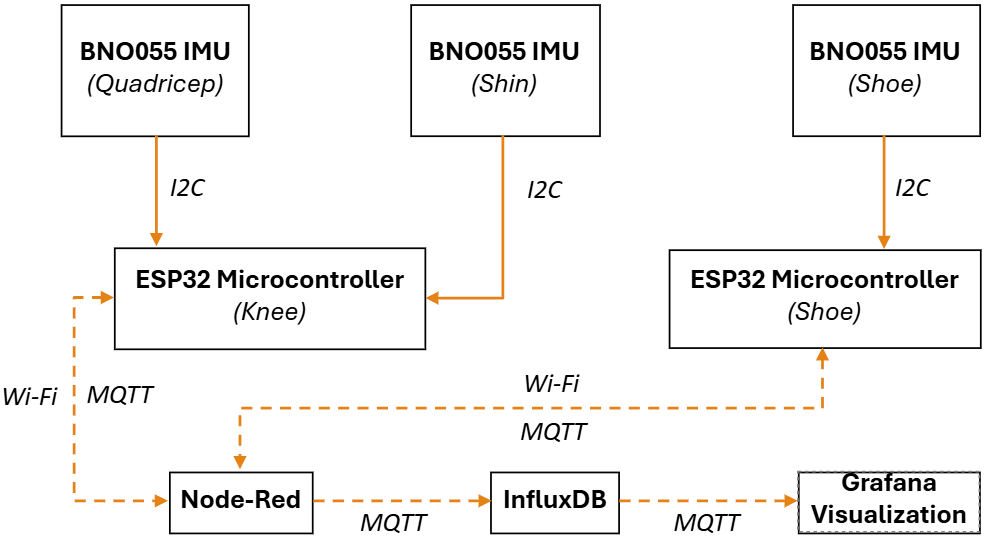 BNO055 IMU
(Quadricep)
BNO055 IMU
(Shin)
BNO055 IMU
(Shoe)
I2C
I2C
I2C
ESP32 Microcontroller
(Knee)
ESP32 Microcontroller
(Shoe)
Wi-Fi
MQTT
Wi-Fi
MQTT
Node-Red
MQTT
InfluxDB
MQTT
Grafana
Visualization